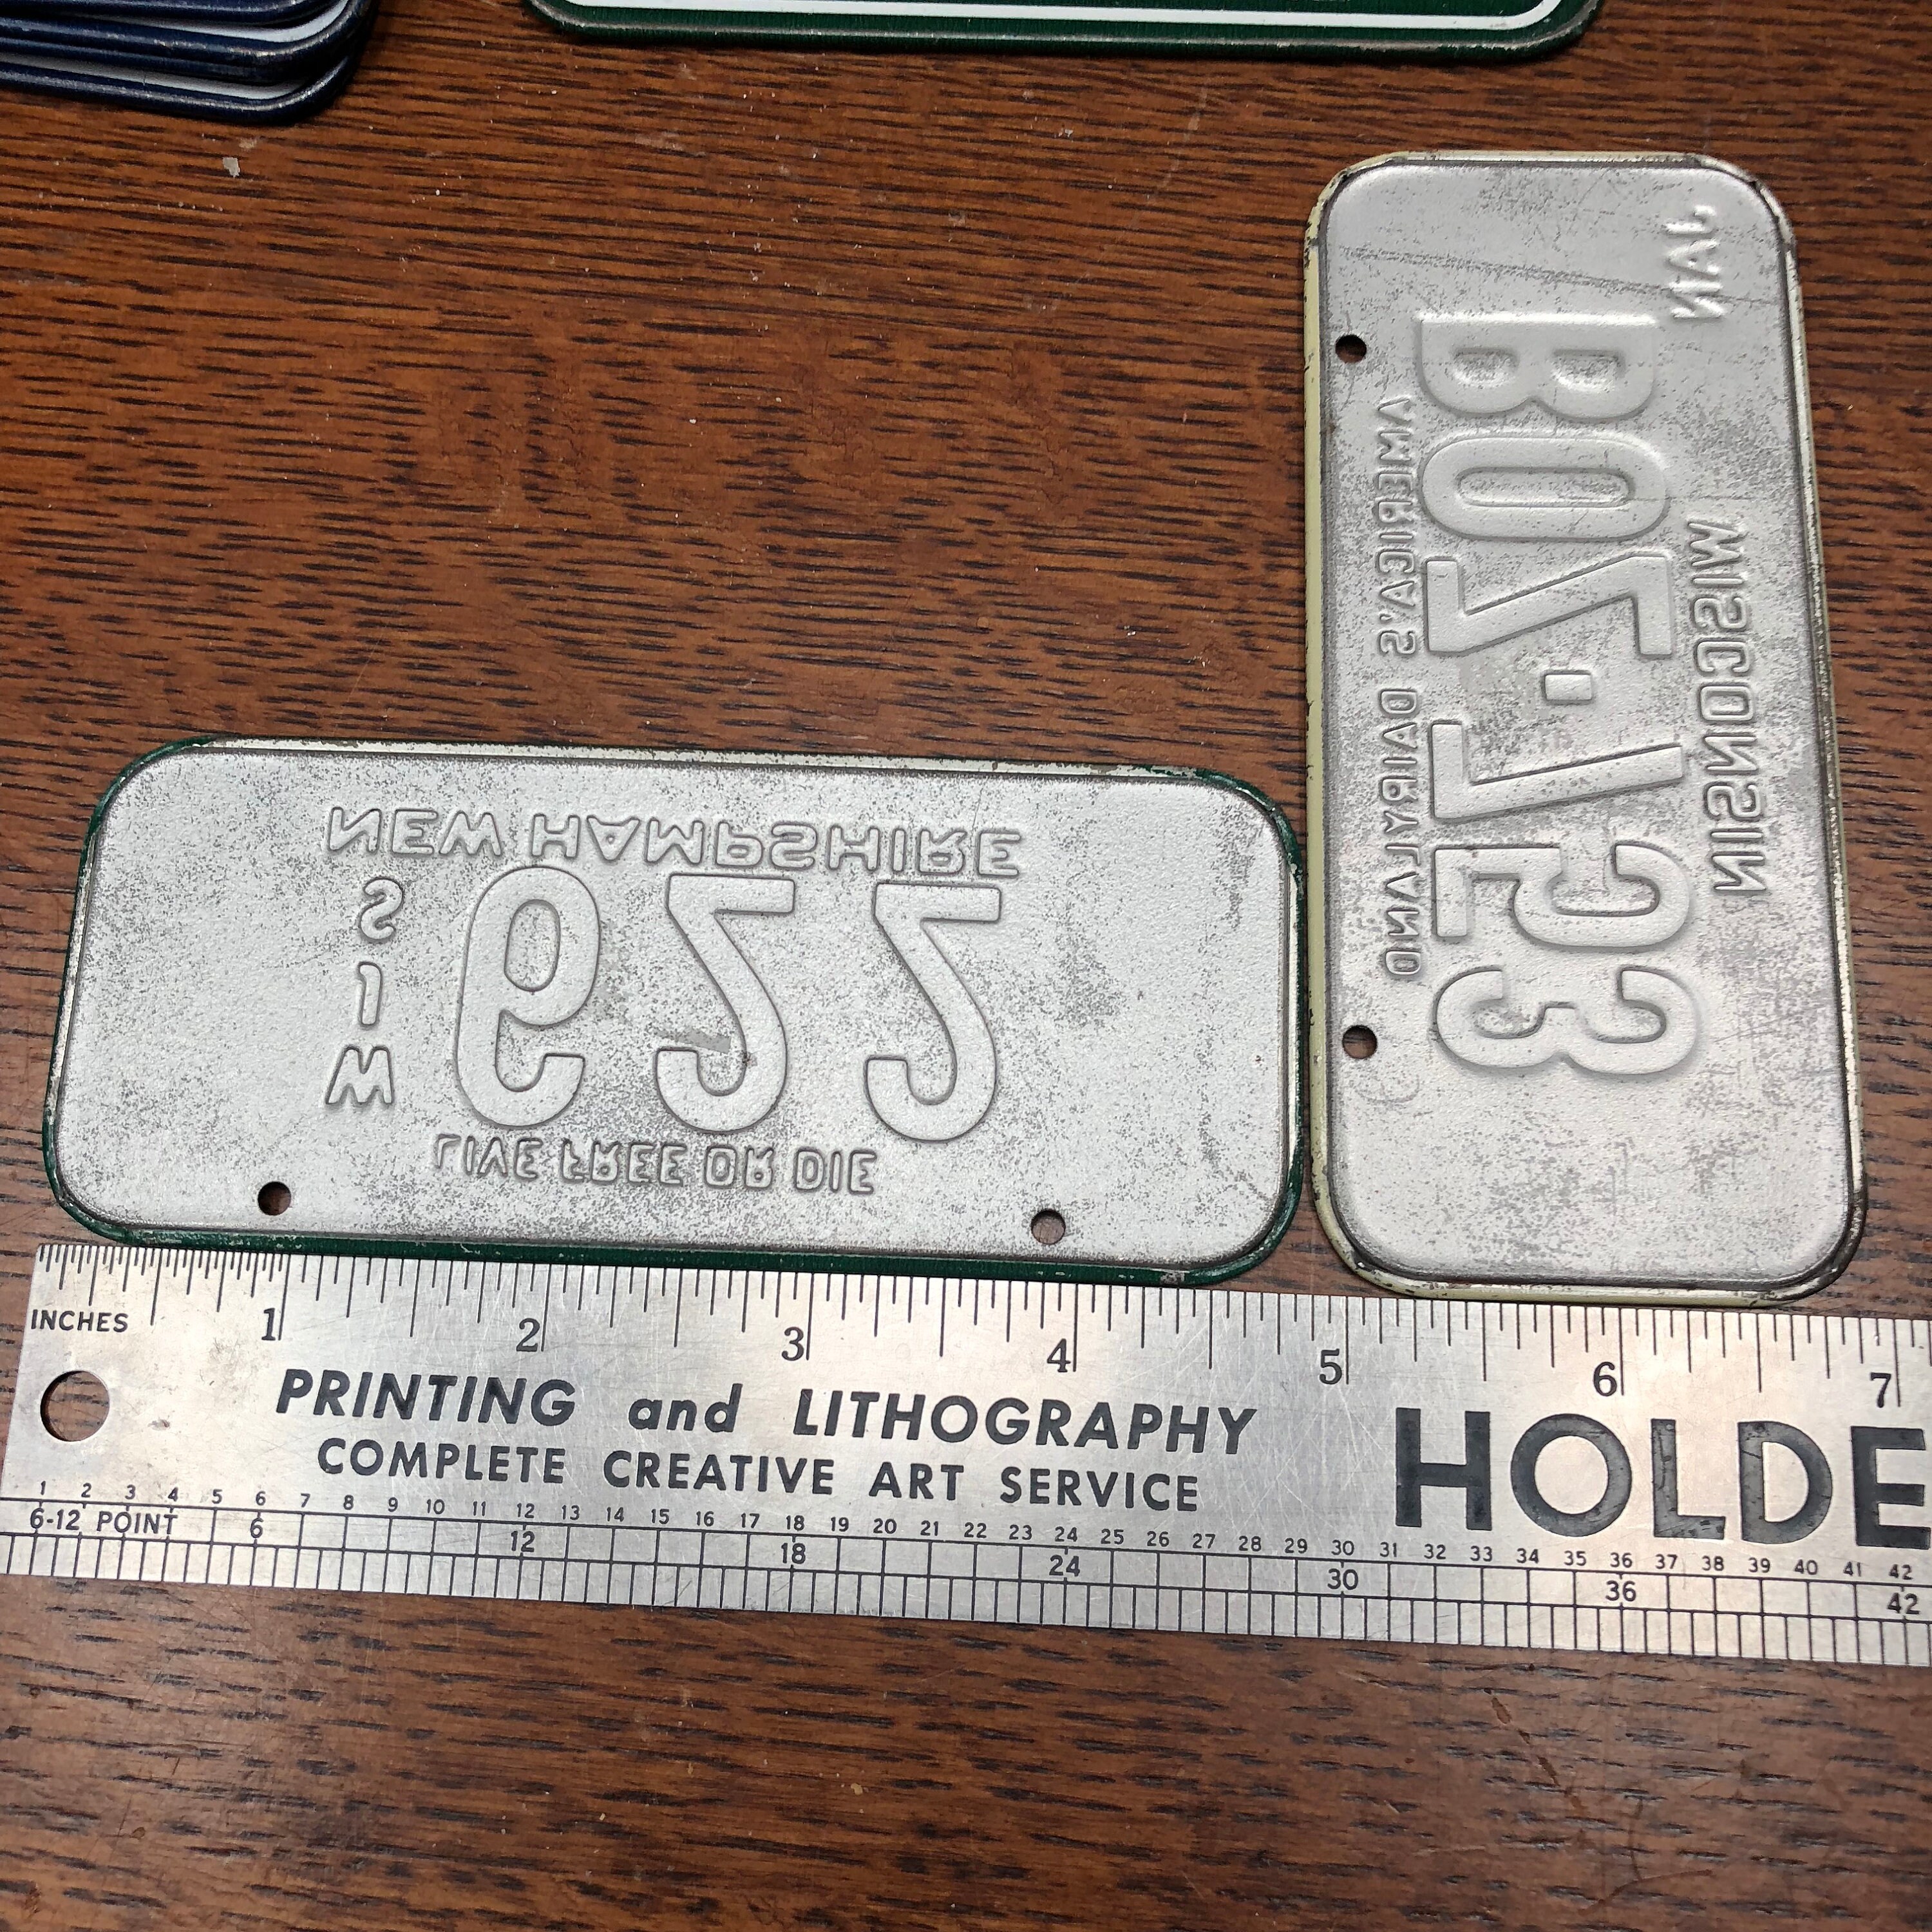 NEW HAMPSHIRE
622
LIVE FREE OR DIE
AMERICA'S DAIRYLAND
BOZ-753
JAN WISCONSIN
INCHES 1 2 3 4 5 6 7
PRINTING and LITHOGRAPHY
COMPLETE CREATIVE ART SERVICE
HOLDE
1 2 3 4 5 6 7 8 9 10 11 12 13 14 15 16 17 18 19 20 21 22 23 24 25 26 27 28 29 30 31 32 33 34 35 36 37 38 39 40 41 42
6-12 POINT 6 12 18 24 30 36 42